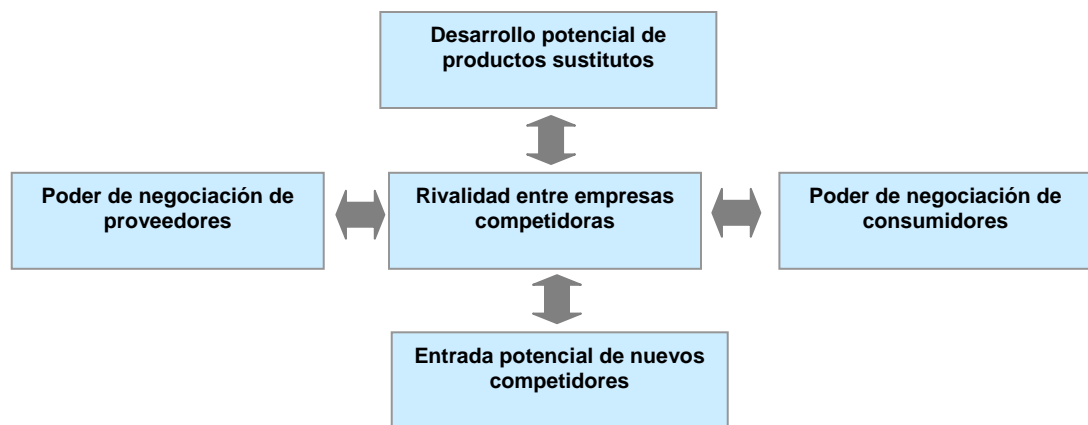 Desarrollo potencial de
productos sustitutos
Poder de negociación de
proveedores
Rivalidad entre empresas
competidoras
Poder de negociación de
consumidores
Entrada potencial de nuevos
competidores